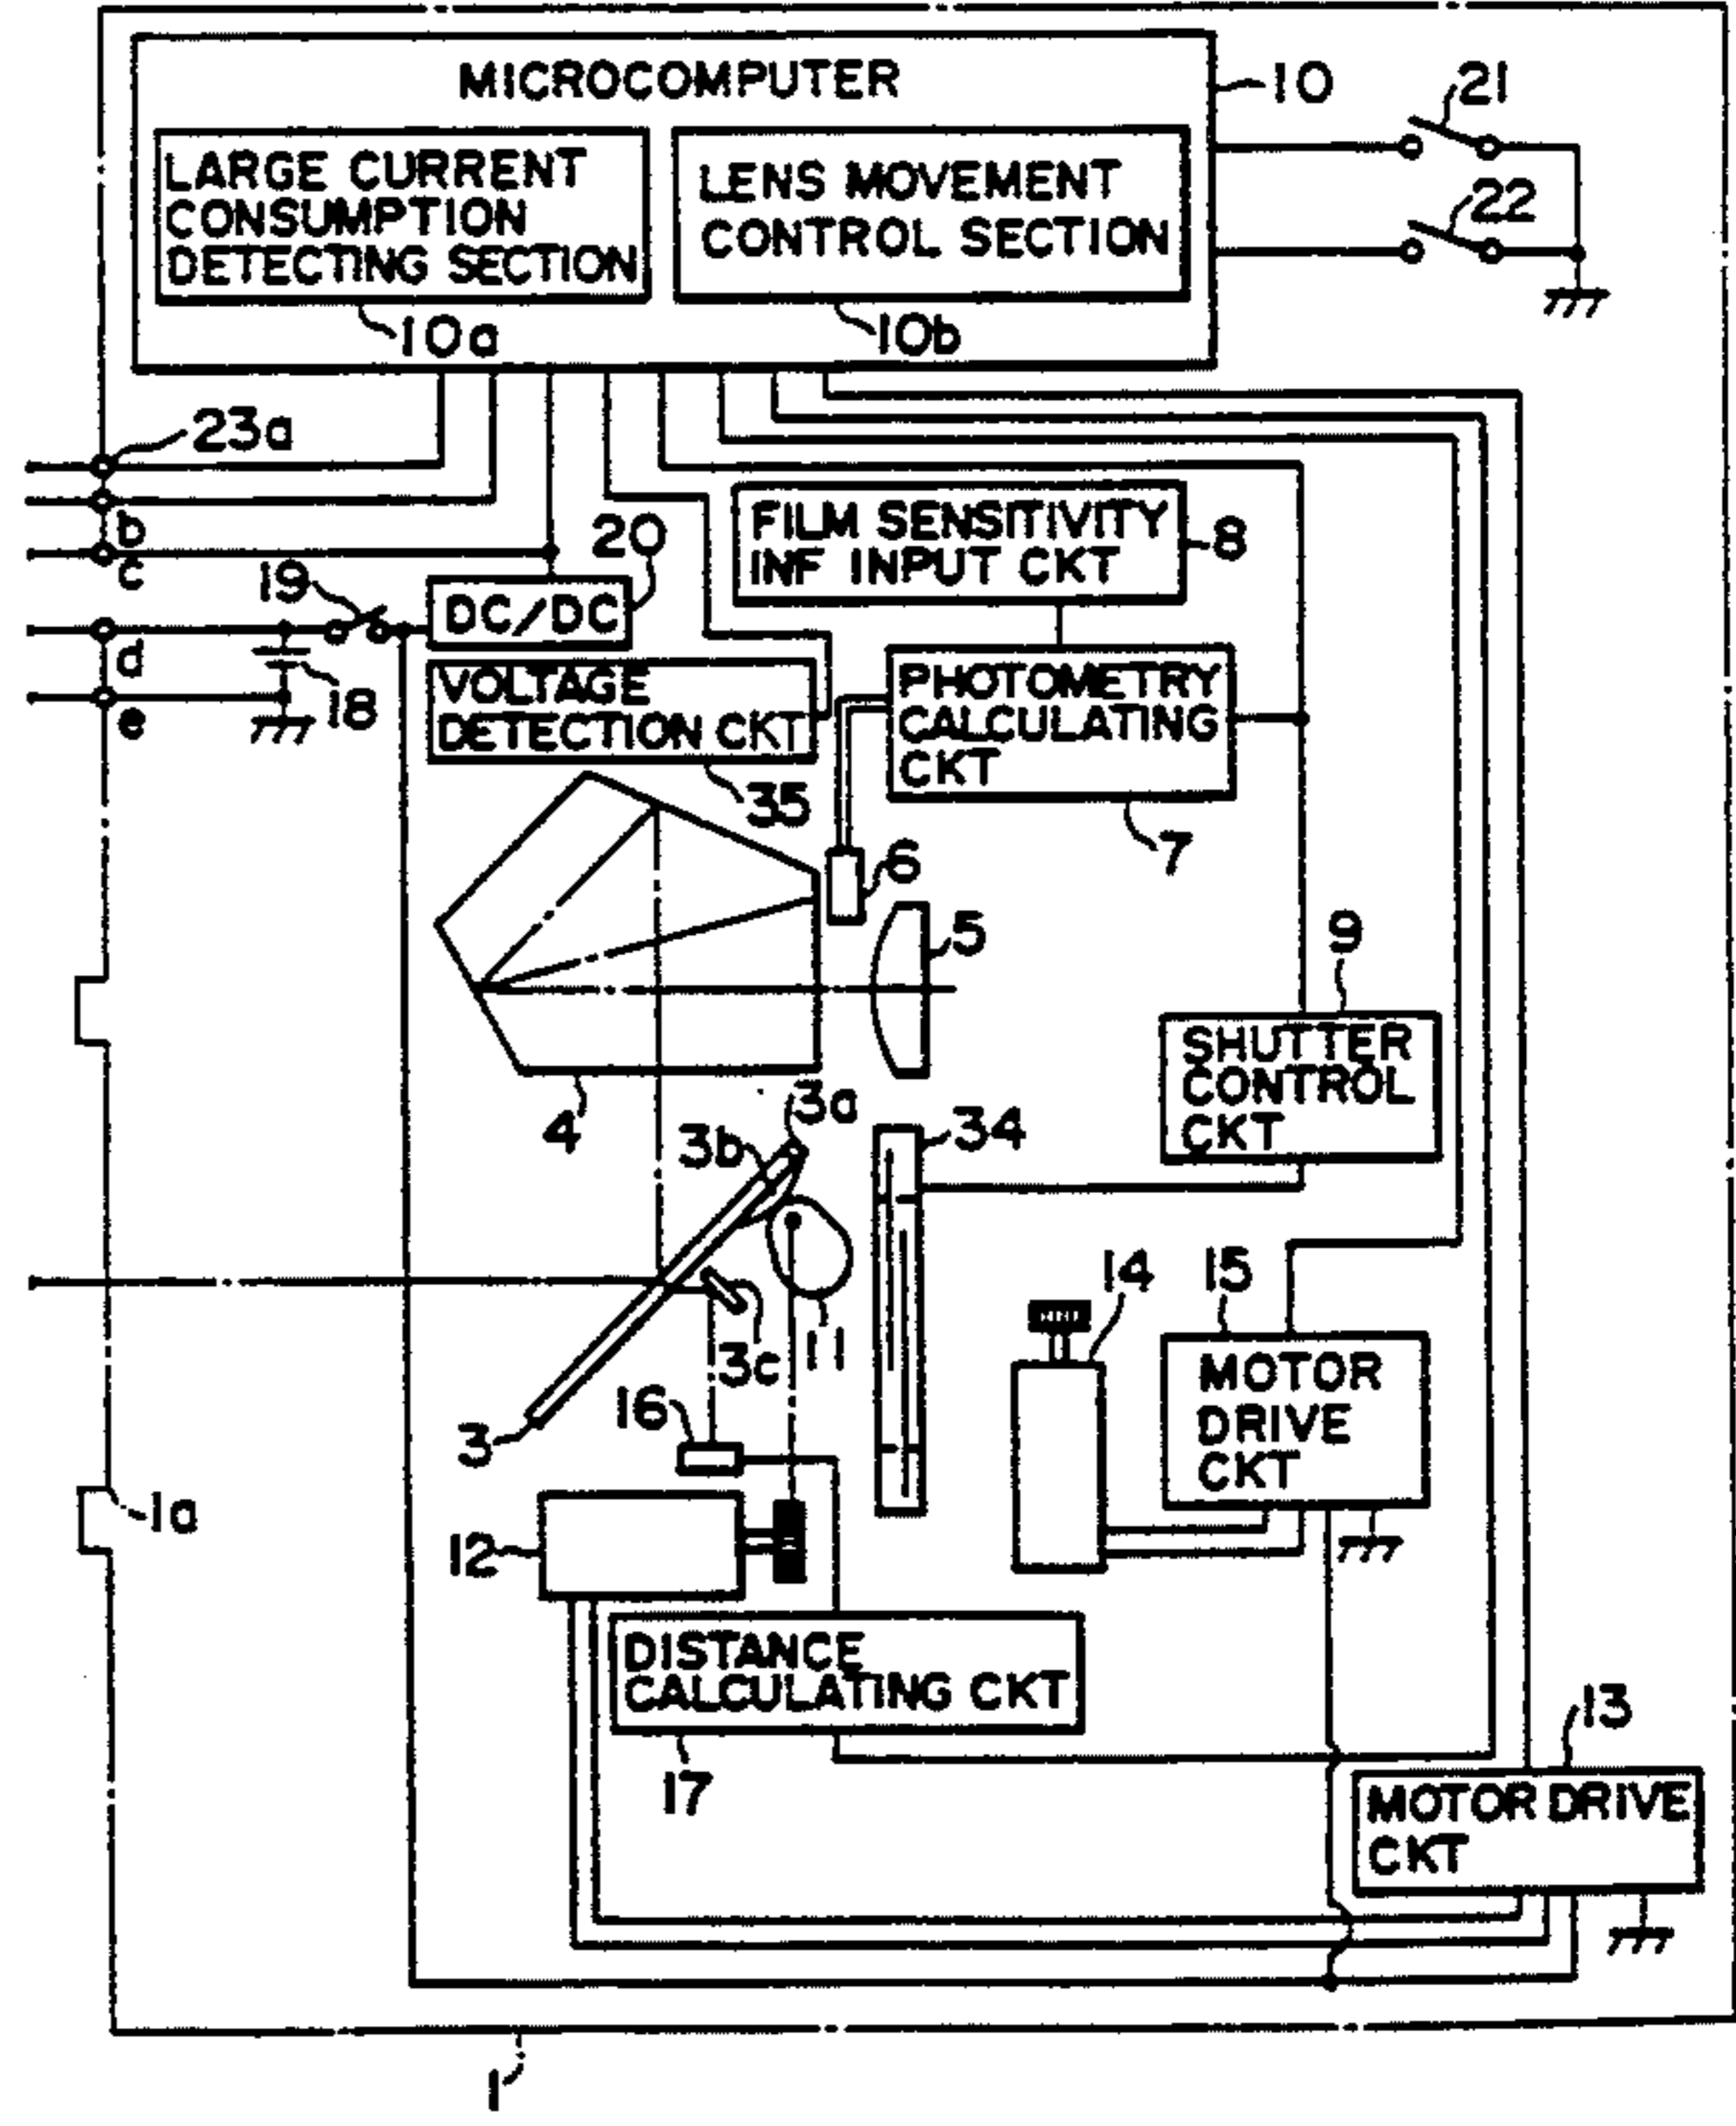 MICROCOMPUTER
10
21
LARGE CURRENT
CONSUMPTION
DETECTING SECTION
LENS MOVEMENT
CONTROL SECTION
22
10a
10b
23a
b
c
20
FILM SENSITIVITY
INF INPUT CKT
8
19
DC/DC
d
18
e
VOLTAGE
DETECTION CKT
35
PHOTOMETRY
CALCULATING
CKT
7
6
5
9
SHUTTER
CONTROL
CKT
4
3a
3b
34
14
15
11
3c
MOTOR
DRIVE
CKT
16
3
1a
12
DISTANCE
CALCULATING CKT
17
13
MOTOR DRIVE
CKT
1